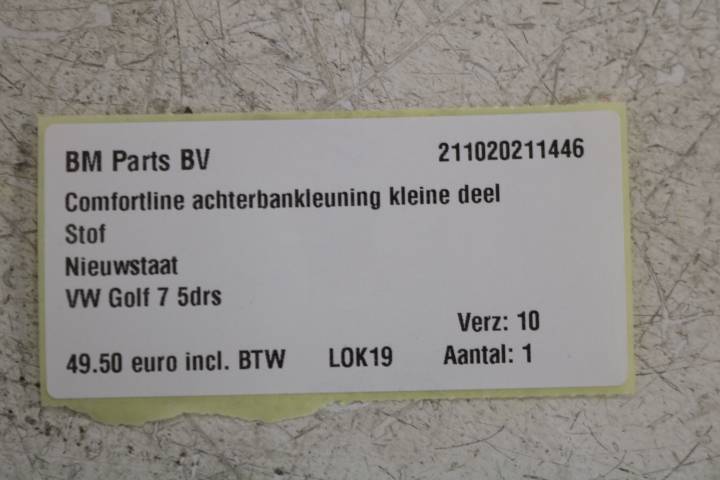 BM Parts BV 211020211446
Comfortline achterbankleuning kleine deel
Stof
Nieuwstaat
VW Golf 7 5drs
Verz: 10
49.50 euro incl. BTW LOK19 Aantal: 1